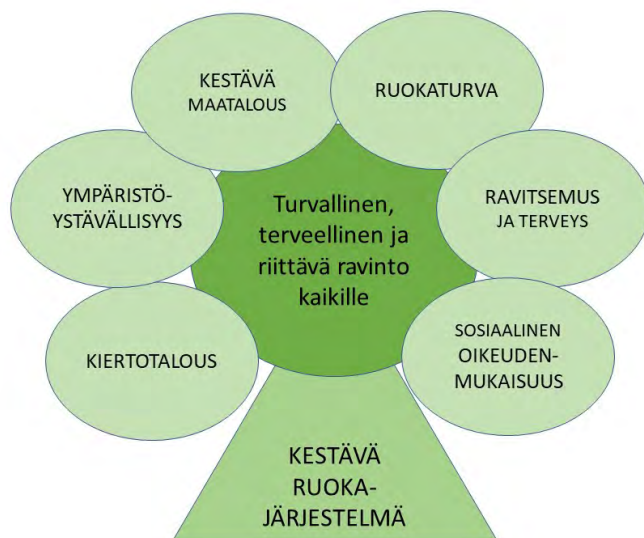 KESTÄVÄ
MAATALOUS
RUOKATURVA
YMPÄRISTÖ-
YSTÄVÄLLISYYS
Turvallinen,
terveellinen ja
riittävä ravinto
kaikille
RAVITSEMUS
JA TERVEYS
KIERTOTALOUS
SOSIAALINEN
OIKEUDEN-
MUKAISUUS
KESTÄVÄ
RUOKA-
JÄRJESTELMÄ